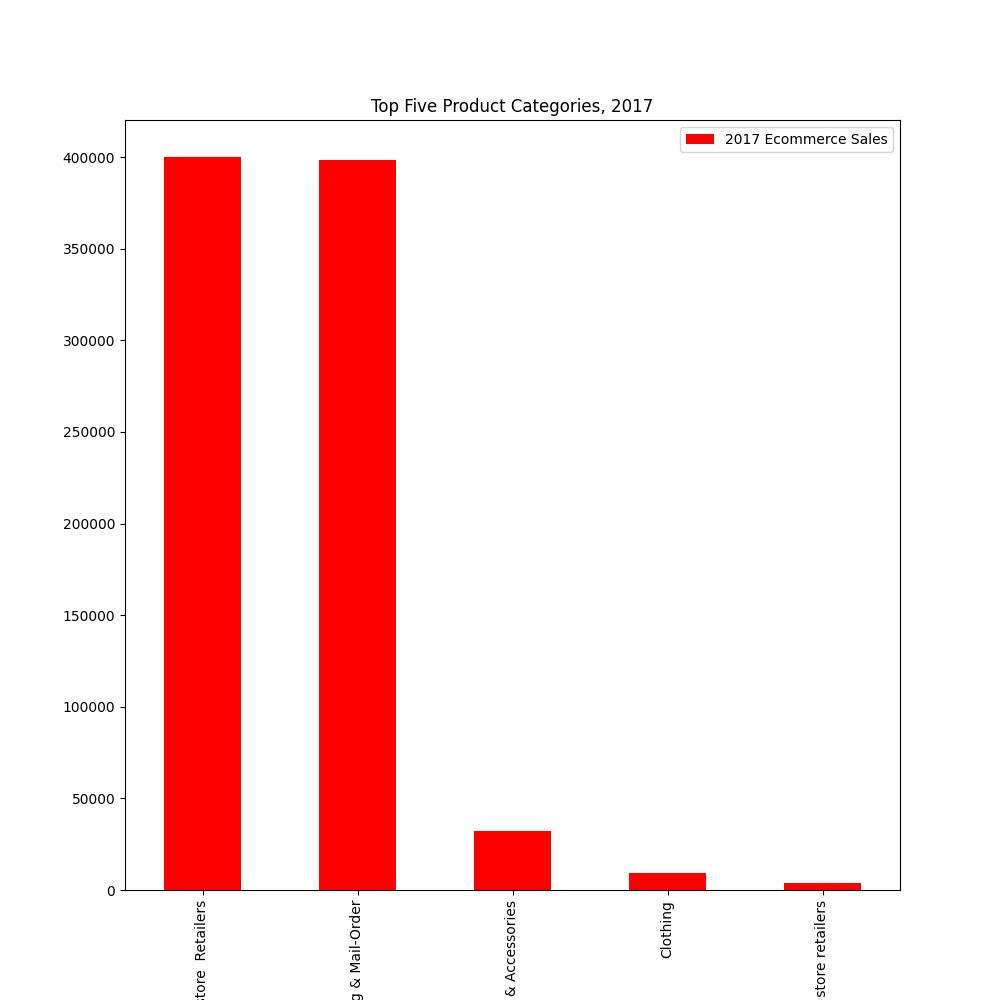 Top Five Product Categories, 2017
2017 Ecommerce Sales
400000
350000
300000
250000
200000
150000
100000
50000
0
store  Retailers
& Mail-Order
& Accessories
Clothing
store retailers